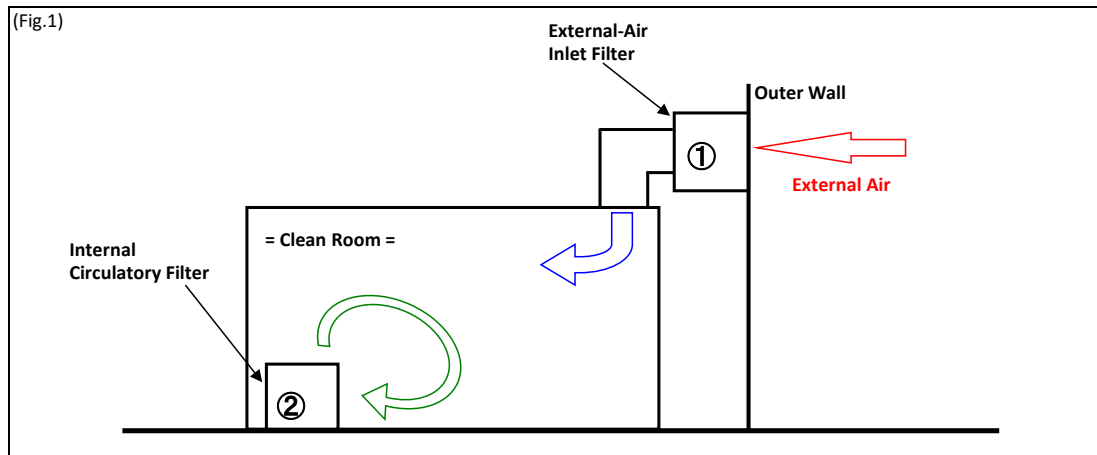 (Fig.1)
External-Air
Inlet Filter
Outer Wall
①
External Air
= Clean Room =
Internal
Circulatory Filter
②